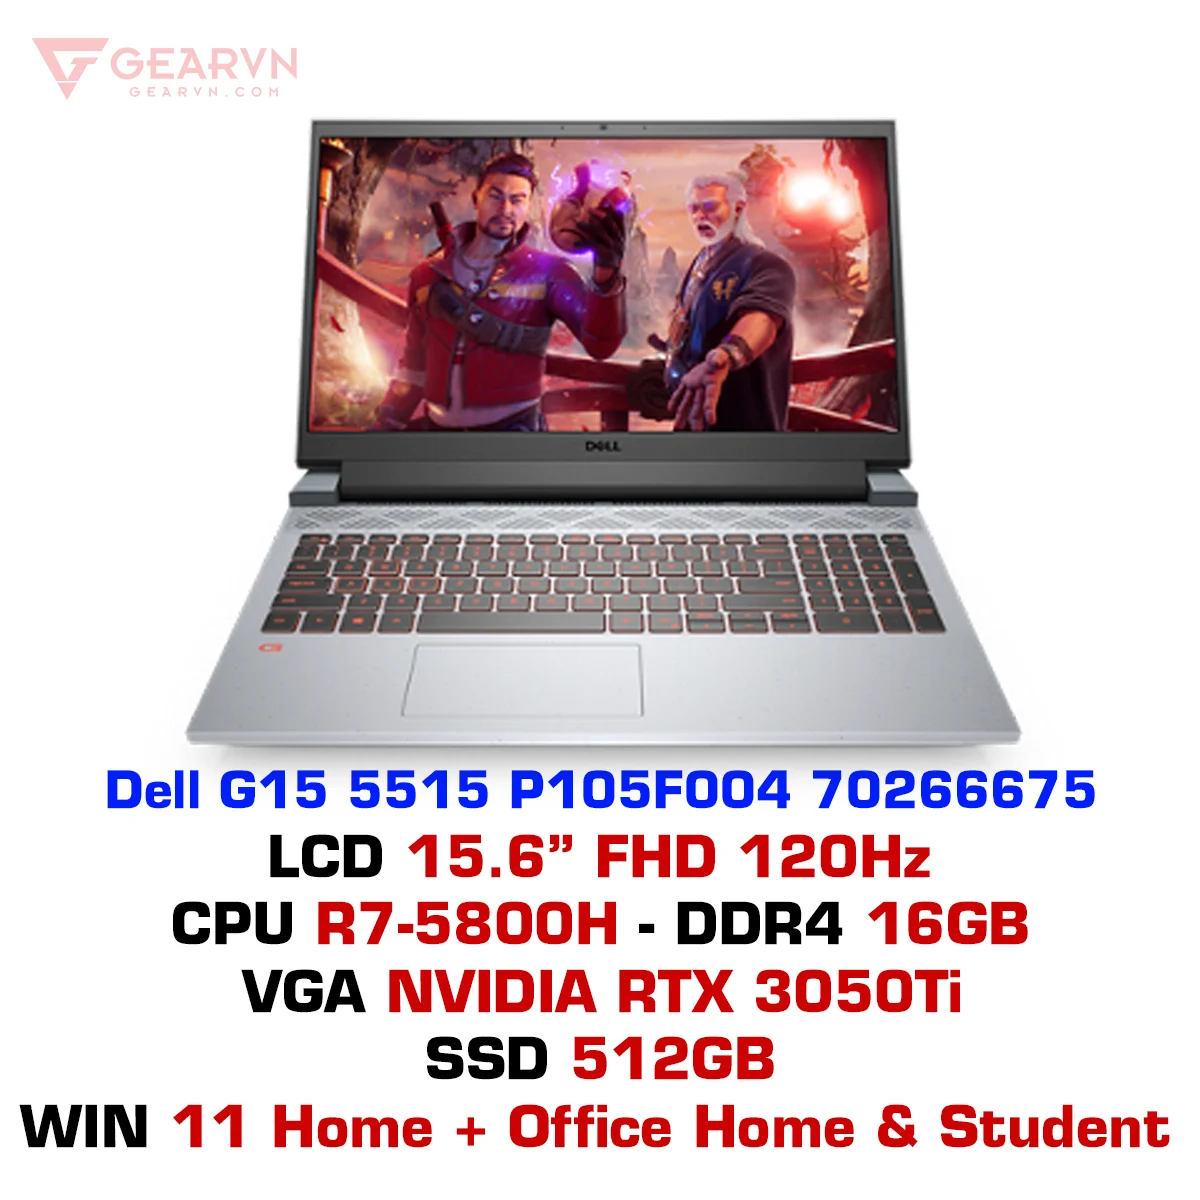 GEARVN
GEARVN.COM
DELL
Dell G15 5515 P105F004 70266675
LCD 15.6” FHD 120Hz
CPU R7-5800H - DDR4 16GB
VGA NVIDIA RTX 3050Ti
SSD 512GB
WIN 11 Home + Office Home & Student